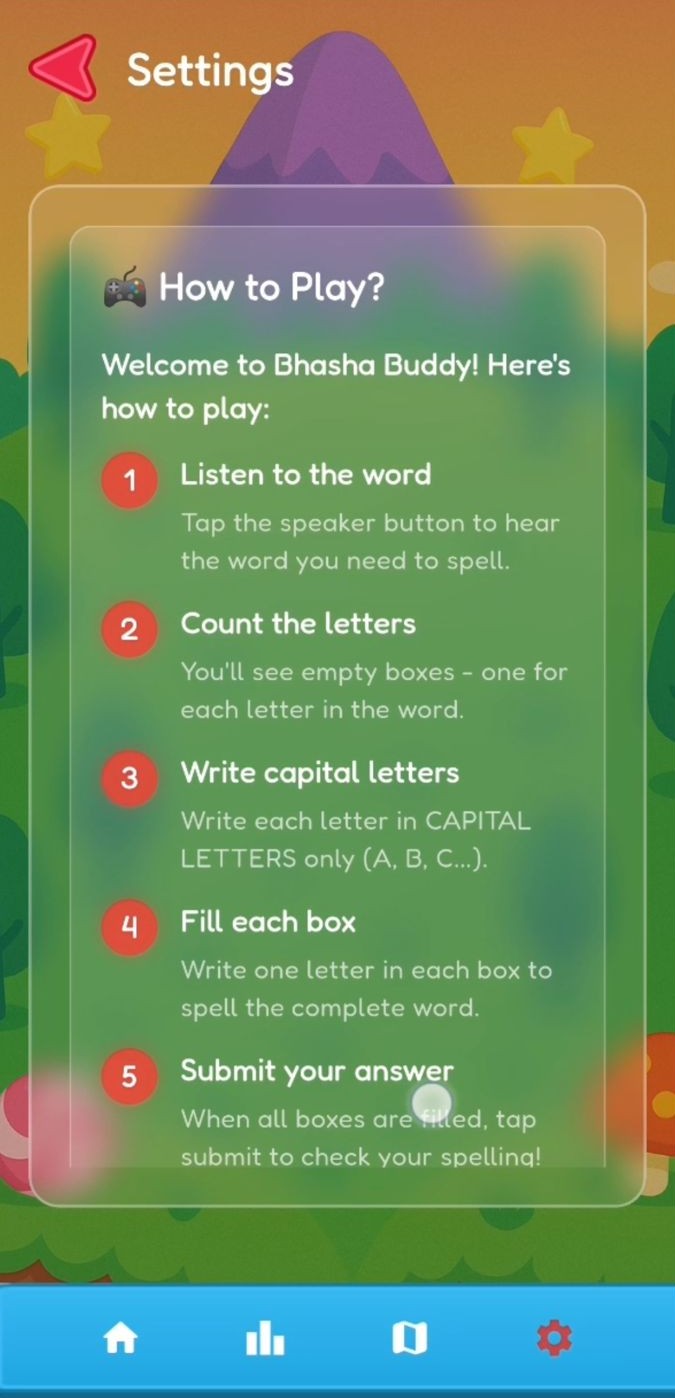 Settings
🎮 How to Play?
Welcome to Bhasha Buddy! Here's
how to play:
1 Listen to the word
Tap the speaker button to hear
the word you need to spell.
2 Count the letters
You'll see empty boxes - one for
each letter in the word.
3 Write capital letters
Write each letter in CAPITAL
LETTERS only (A, B, C...).
4 Fill each box
Write one letter in each box to
spell the complete word.
5 Submit your answer
When all boxes are filled, tap
submit to check your spelling!